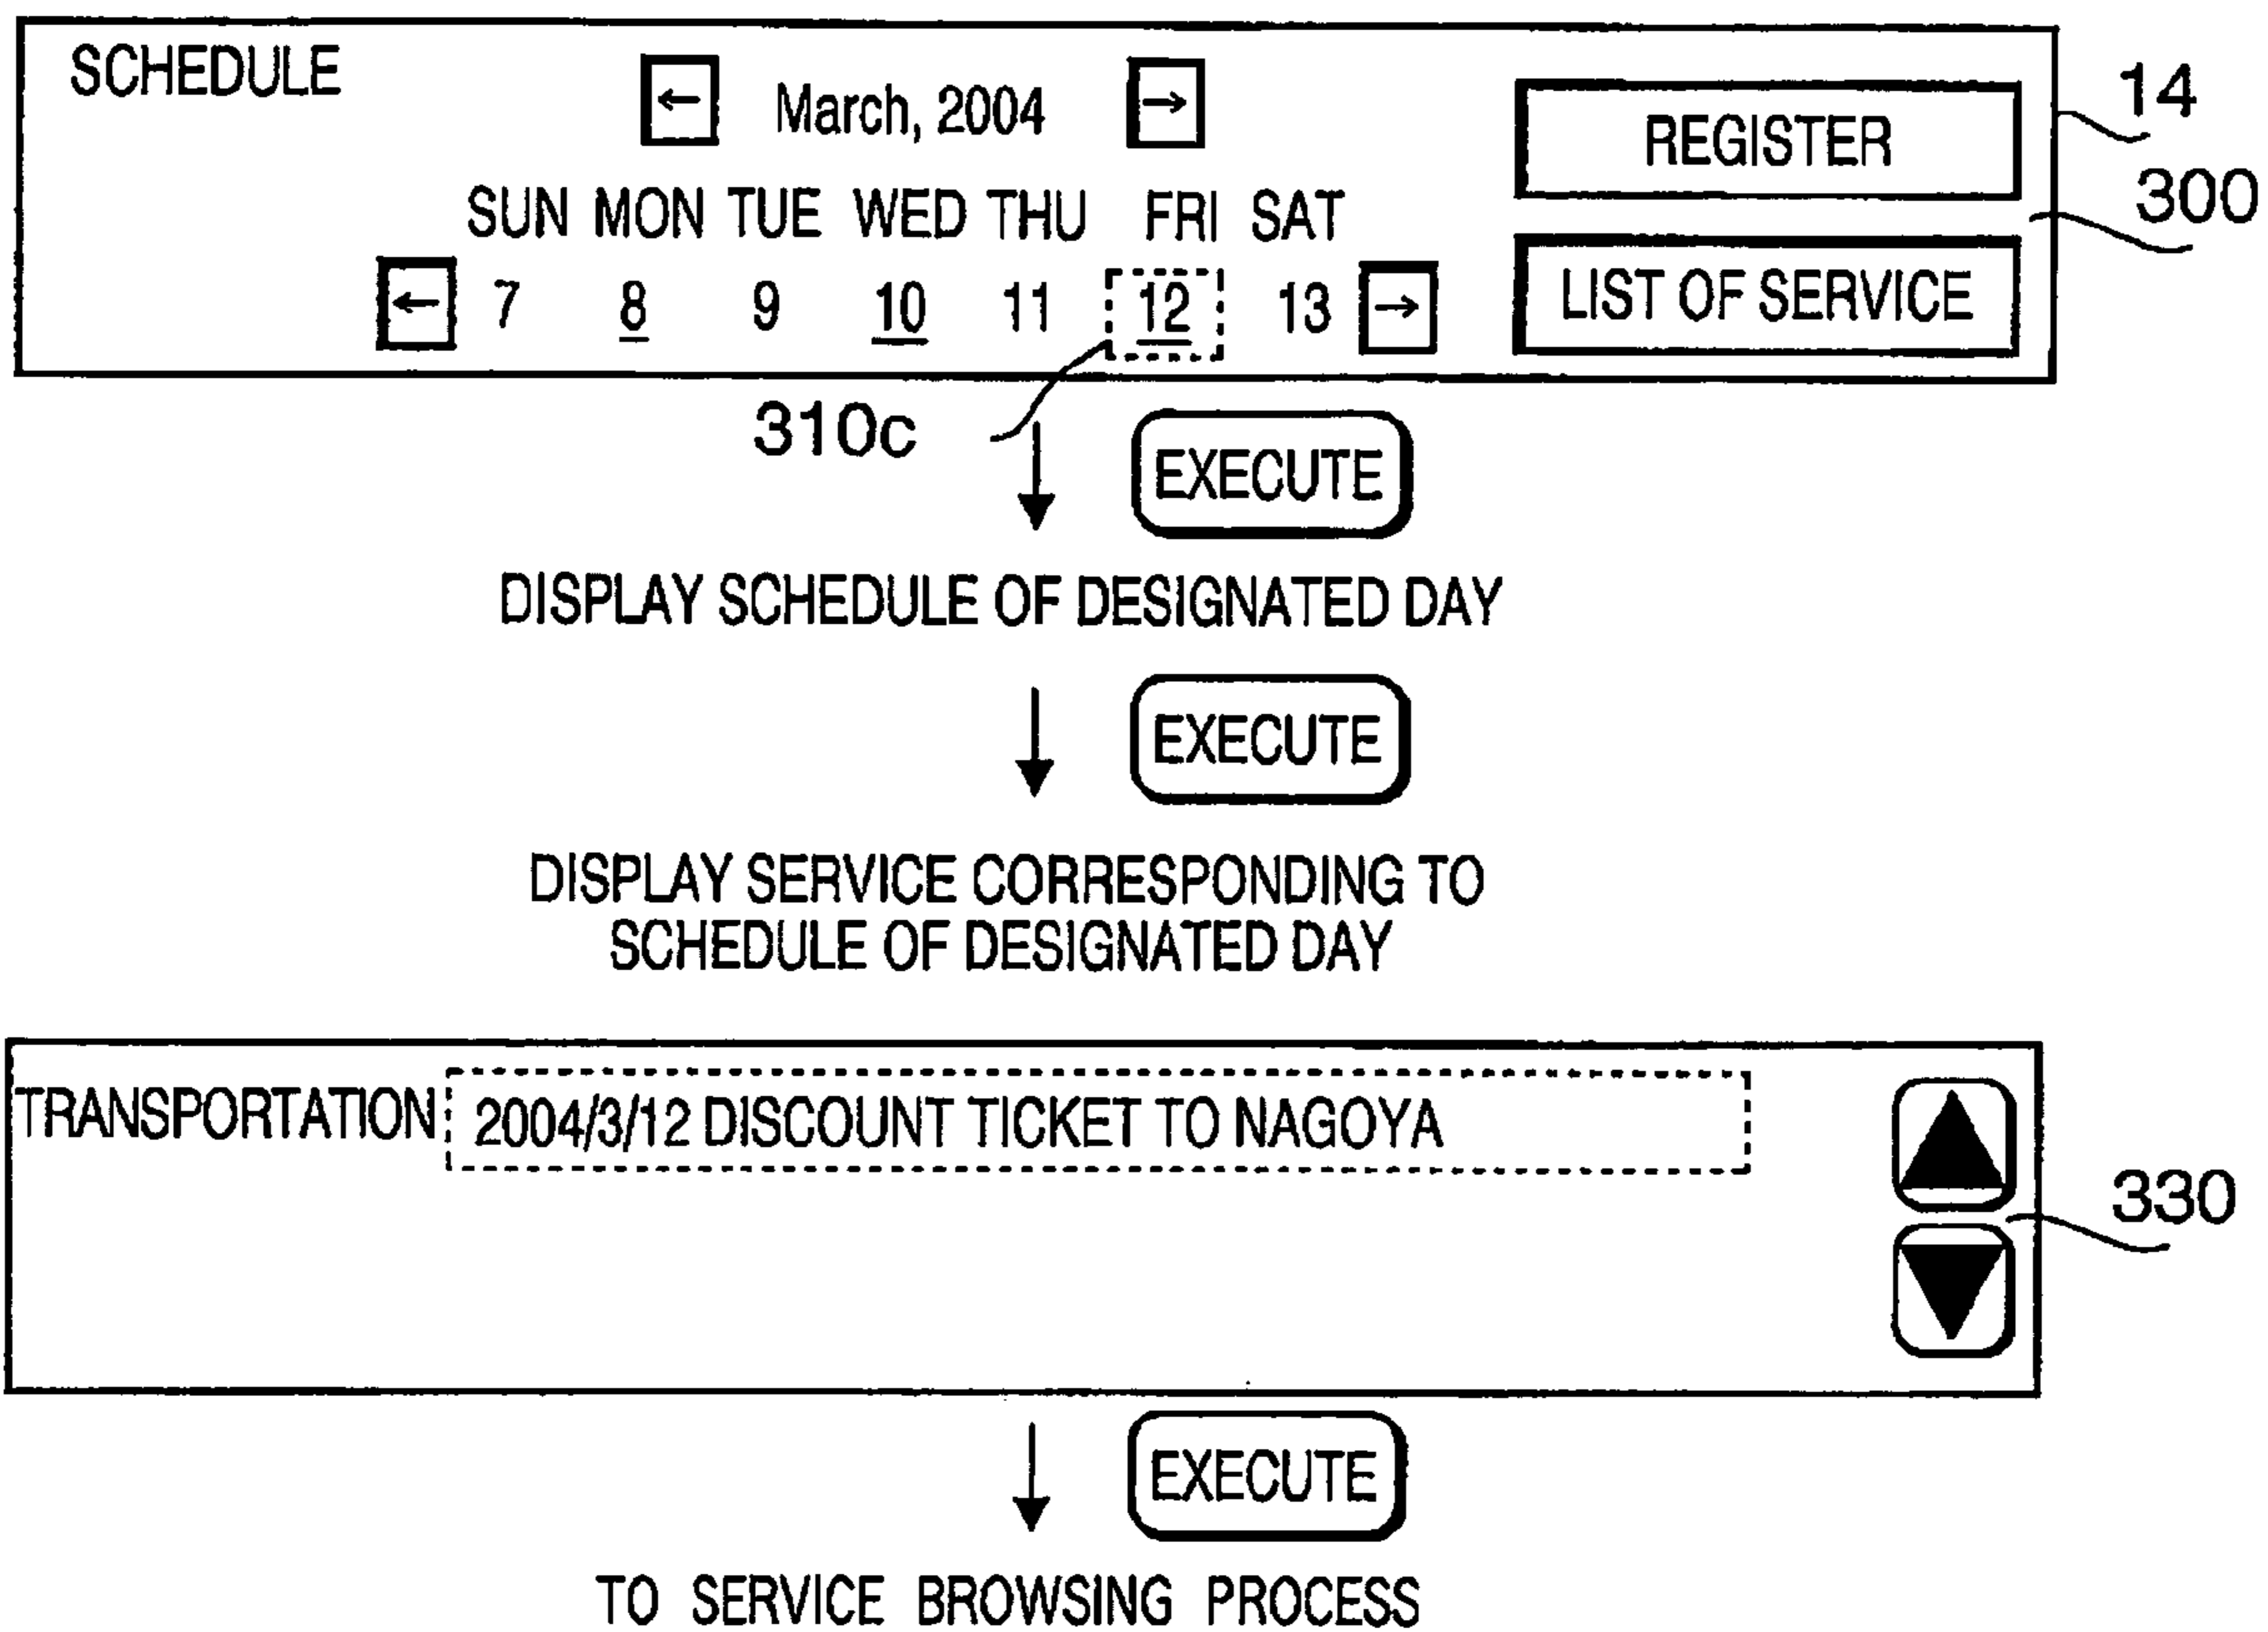 SCHEDULE
← March, 2004 →
REGISTER
14
300
SUN MON TUE WED THU FRI SAT
← 7 8 9 10 11 12 13 →
LIST OF SERVICE
310c
EXECUTE
DISPLAY SCHEDULE OF DESIGNATED DAY
EXECUTE
DISPLAY SERVICE CORRESPONDING TO
SCHEDULE OF DESIGNATED DAY
TRANSPORTATION 2004/3/12 DISCOUNT TICKET TO NAGOYA
330
EXECUTE
TO SERVICE BROWSING PROCESS